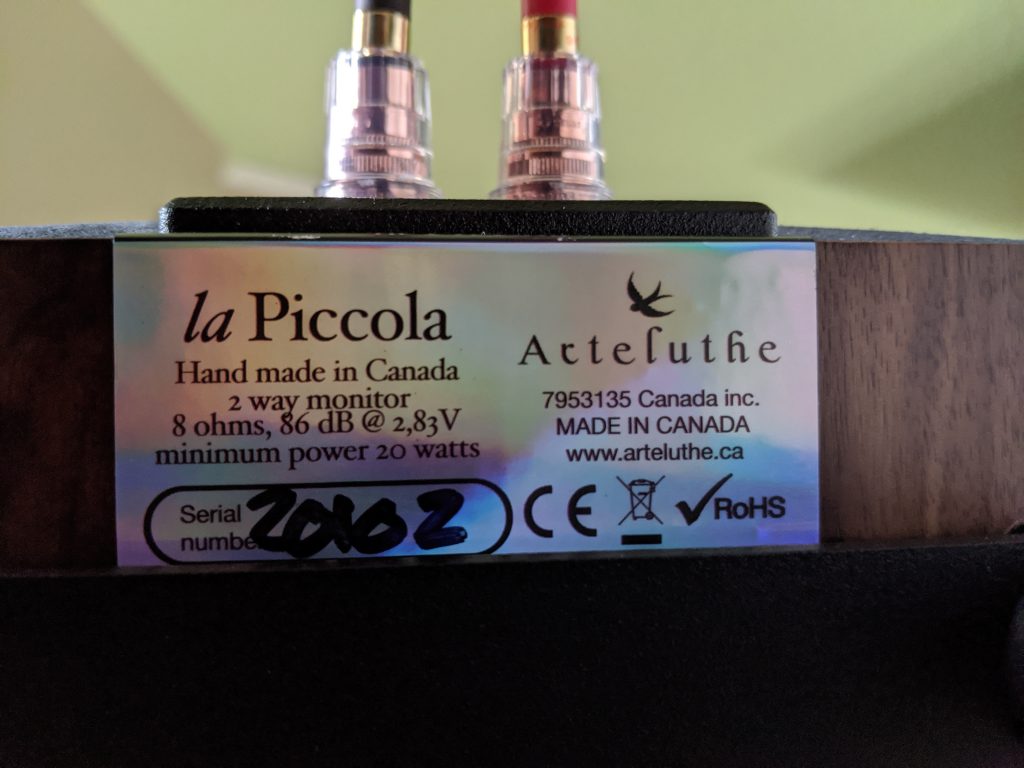 la Piccola
Hand made in Canada
2 way monitor
8 ohms, 86 dB @ 2,83V
minimum power 20 watts
Serial
number
20102
Arteluthe
7953135 Canada inc.
MADE IN CANADA
www.arteluthe.ca
CE
RoHS